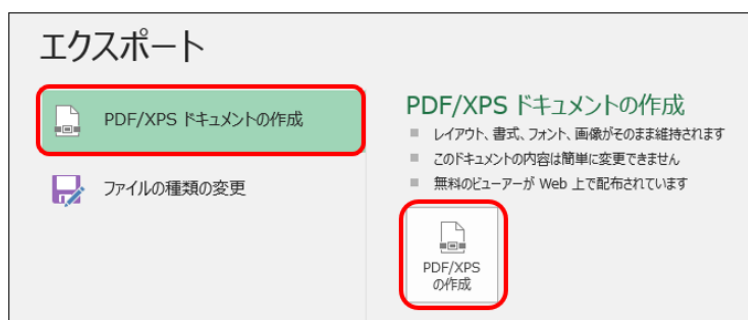 エクスポート
PDF/XPS ドキュメントの作成
ファイルの種類の変更
PDF/XPS ドキュメントの作成
レイアウト、書式、フォント、画像がそのまま維持されます
このドキュメントの内容は簡単に変更できません
無料のビューアーが Web 上で配布されています
PDF/XPS
の作成